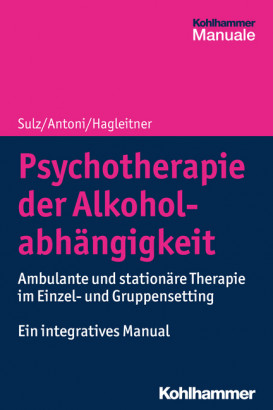 Kohlhammer
Manuale
Sulz/Antoni/Hagleitner
Psychotherapie
der Alkohol-
abhängigkeit
Ambulante und stationäre Therapie
im Einzel- und Gruppensetting
Ein integratives Manual
Kohlhammer